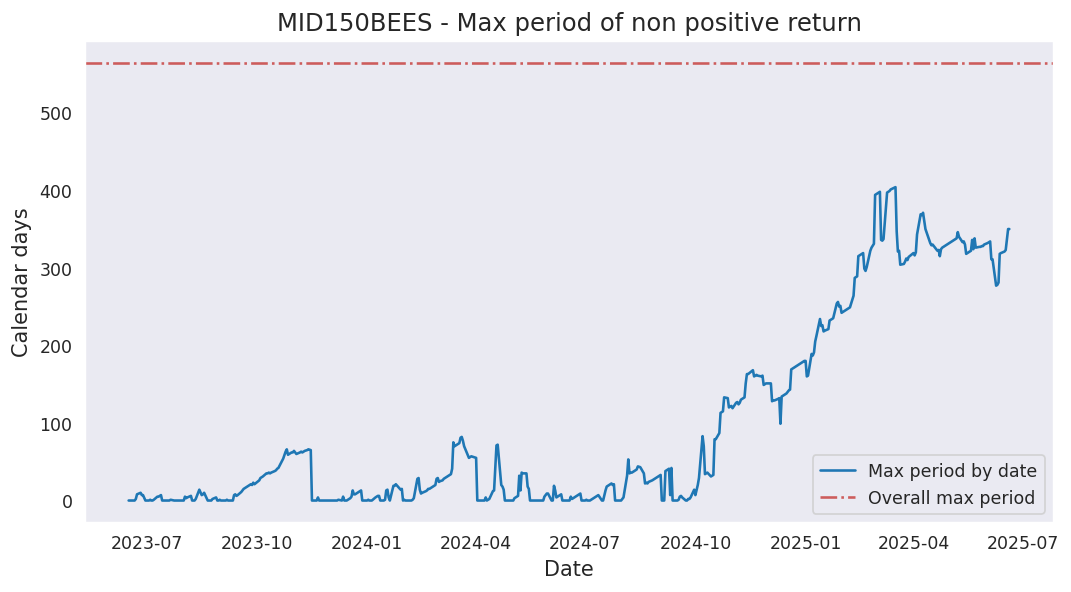 MID150BEES - Max period of non positive return
Calendar days
500
400
300
200
100
0
2023-07 2023-10 2024-01 2024-04 2024-07 2024-10 2025-01 2025-04 2025-07
Date
Max period by date
Overall max period